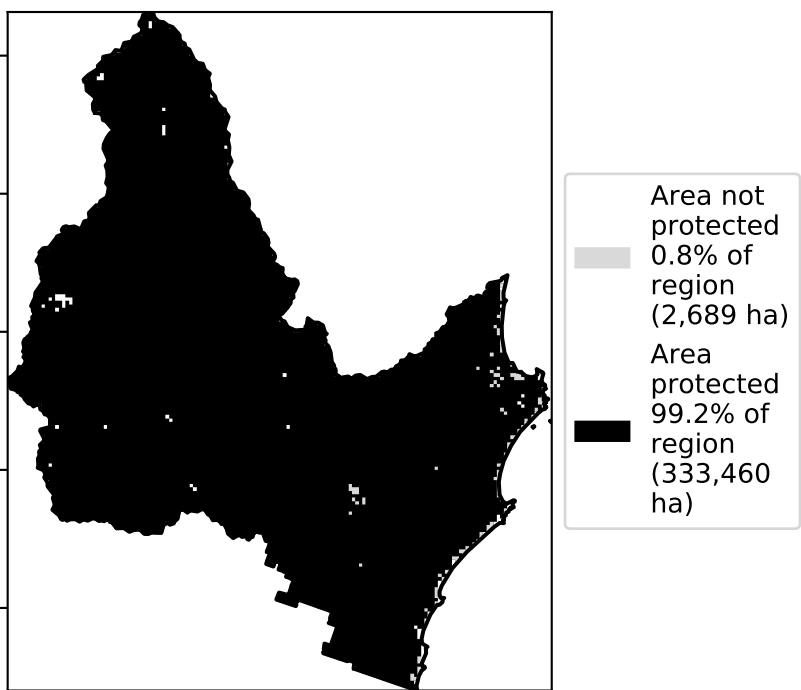 Area not
protected
0.8% of
region
(2,689 ha)
Area
protected
99.2% of
region
(333,460
ha)